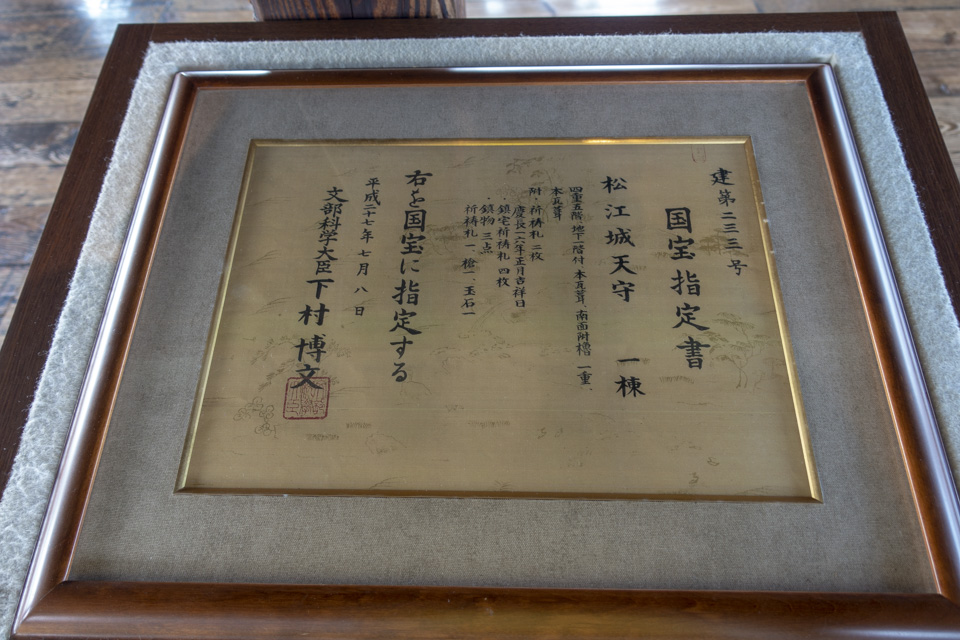 建第二三三号
国宝指定書
松江城天守 一棟
四重五階地下一階付 本瓦葺、南面附櫓 一重、
本瓦葺
附、祈祷札 二枚
慶長一六年正月吉祥日
・鎮宅祈祷札 四枚
・鎮物 三点
祈祷札一、槍一、玉石一
右を国宝に指定する
平成二十七年七月八日
文部科学大臣 下村博文